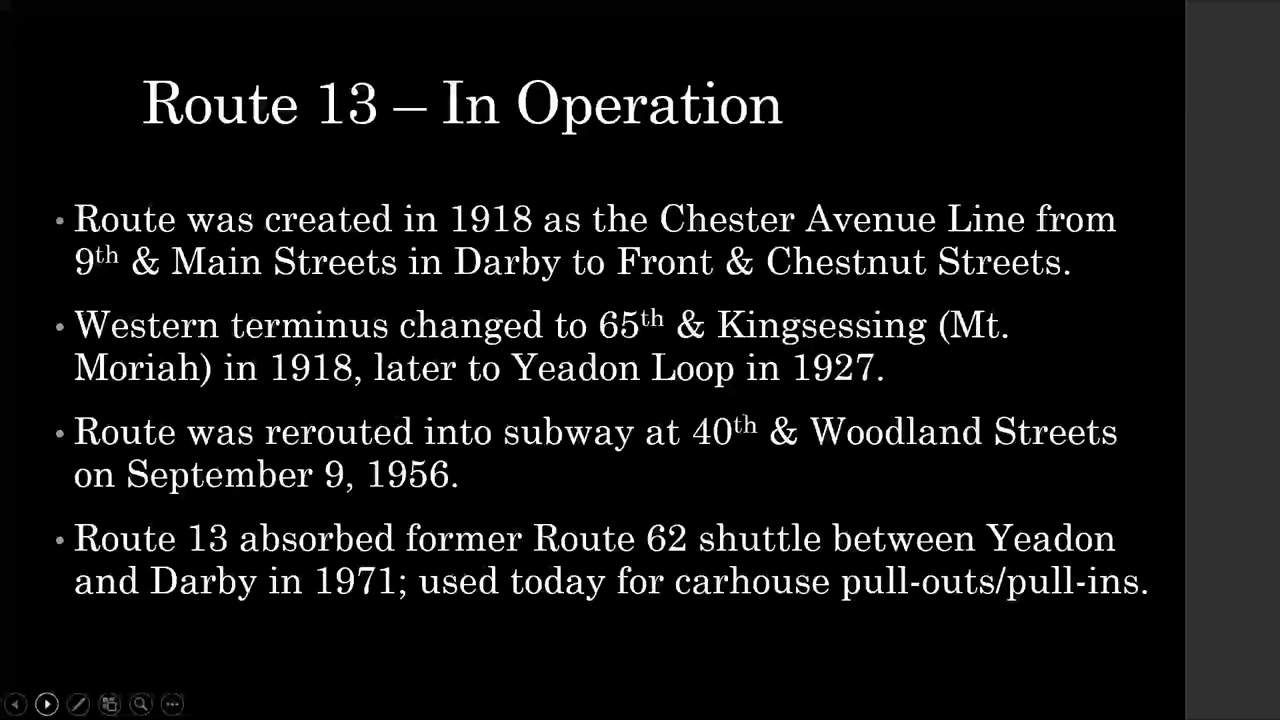 Route 13 – In Operation
• Route was created in 1918 as the Chester Avenue Line from
9th & Main Streets in Darby to Front & Chestnut Streets.
• Western terminus changed to 65th & Kingsessing (Mt.
Moriah) in 1918, later to Yeadon Loop in 1927.
• Route was rerouted into subway at 40th & Woodland Streets
on September 9, 1956.
• Route 13 absorbed former Route 62 shuttle between Yeadon
and Darby in 1971; used today for carhouse pull-outs/pull-ins.